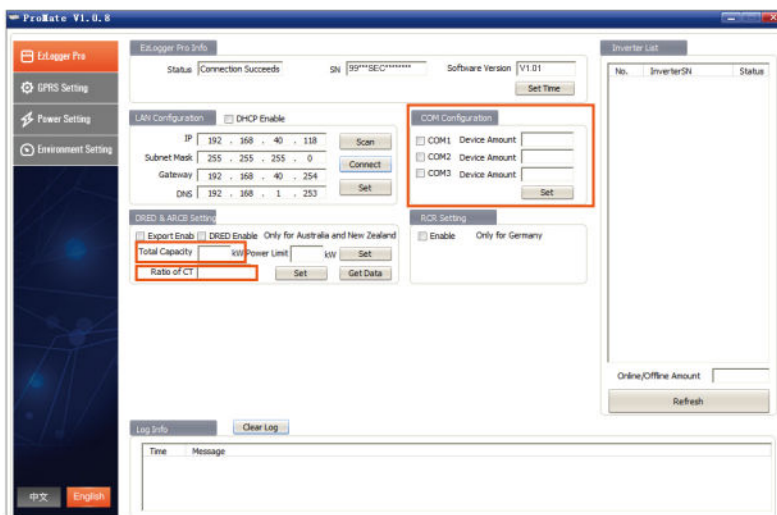 ProMate V1.0.8
EzLogger Pro
GPRS Setting
Power Setting
Environment Setting
中文
English
EzLogger Pro Info
Status Connection Succeeds SN 99***SEC******** Software Version V1.01
Set Time
LAN Configuration DHCP Enable
IP 192 . 168 . 40 . 118 Scan
Subnet Mask 255 . 255 . 255 . 0
Connect
Gateway 192 . 168 . 40 . 254
DNS 192 . 168 . 1 . 253 Set
COM Configuration
COM1 Device Amount
COM2 Device Amount
COM3 Device Amount
Set
DRED & ARCB Setting
Export Enab DRED Enable Only for Australia and New Zealand
Total Capacity kW Power Limit kW Set
Ratio of CT Set Get Data
RCR Setting
Enable Only for Germany
Inverter List
No. InverterSN Status
Online/Offline Amount
Refresh
Log Info Clear Log
Time Message